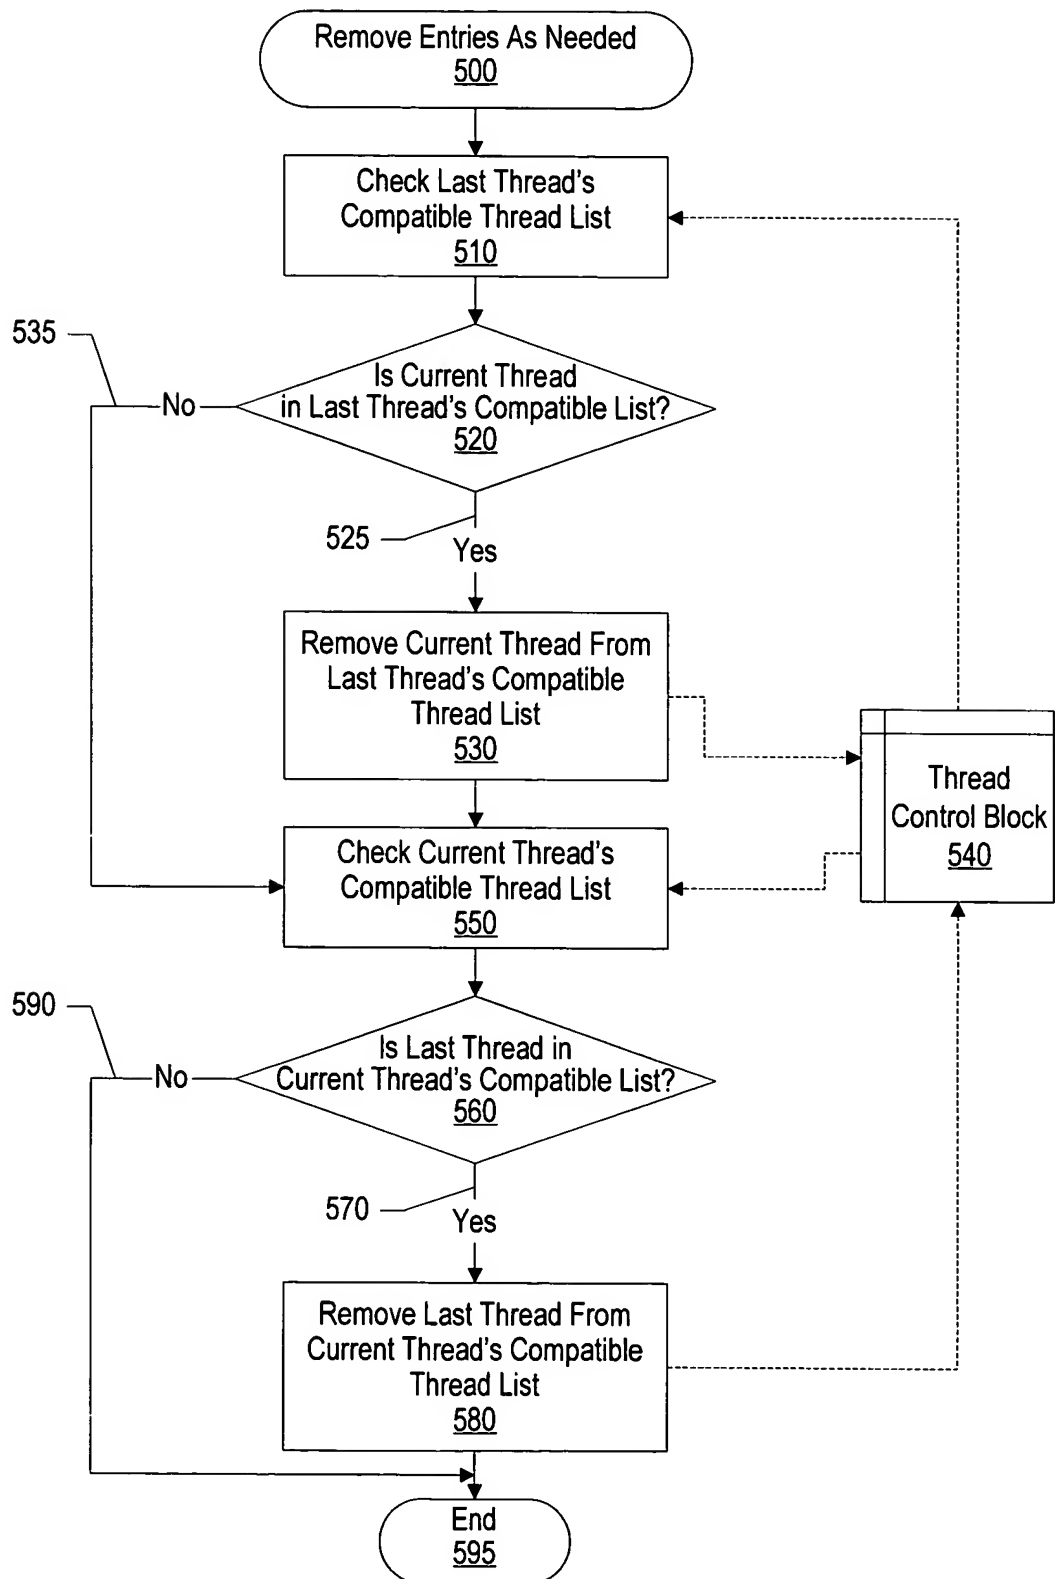 Remove Entries As Needed
500
Check Last Thread's
Compatible Thread List
510
535
No
Is Current Thread
in Last Thread's Compatible List?
520
525
Yes
Remove Current Thread From
Last Thread's Compatible
Thread List
530
Thread
Control Block
540
Check Current Thread's
Compatible Thread List
550
590
No
Is Last Thread in
Current Thread's Compatible List?
560
570
Yes
Remove Last Thread From
Current Thread's Compatible
Thread List
580
End
595